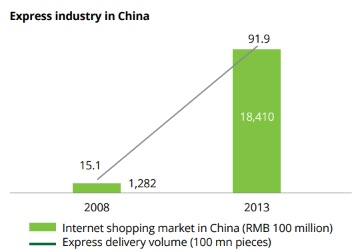 Express industry in China
91.9
18,410
15.1
1,282
2008 2013
Internet shopping market in China (RMB 100 million)
Express delivery volume (100 mn pieces)